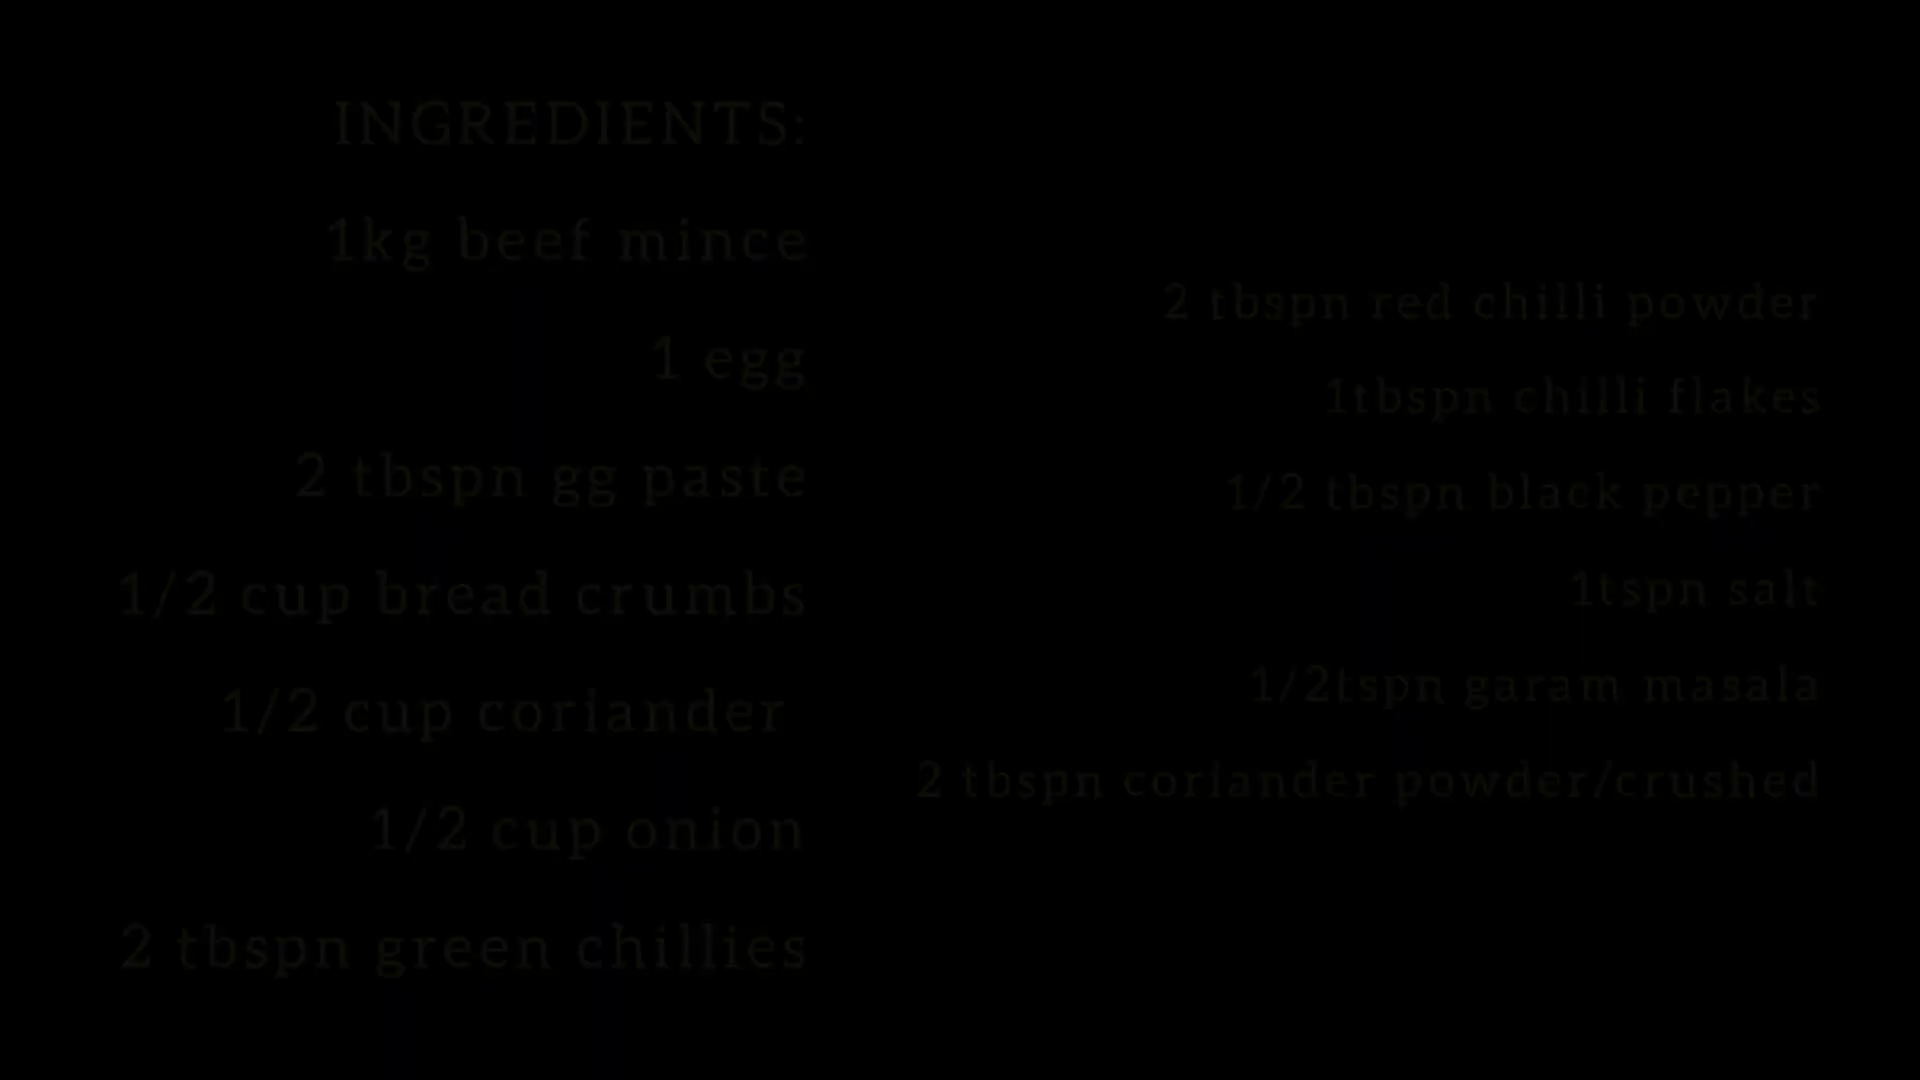 INGREDIENTS:
1kg beef mince
1 egg
2 tbspn gg paste
1/2 cup bread crumbs
1/2 cup coriander
1/2 cup onion
2 tbspn green chillies
2 tbspn red chilli powder
1tbspn chilli flakes
1/2 tbspn black pepper
1tspn salt
1/2tspn garam masala
2 tbspn coriander powder/crushed